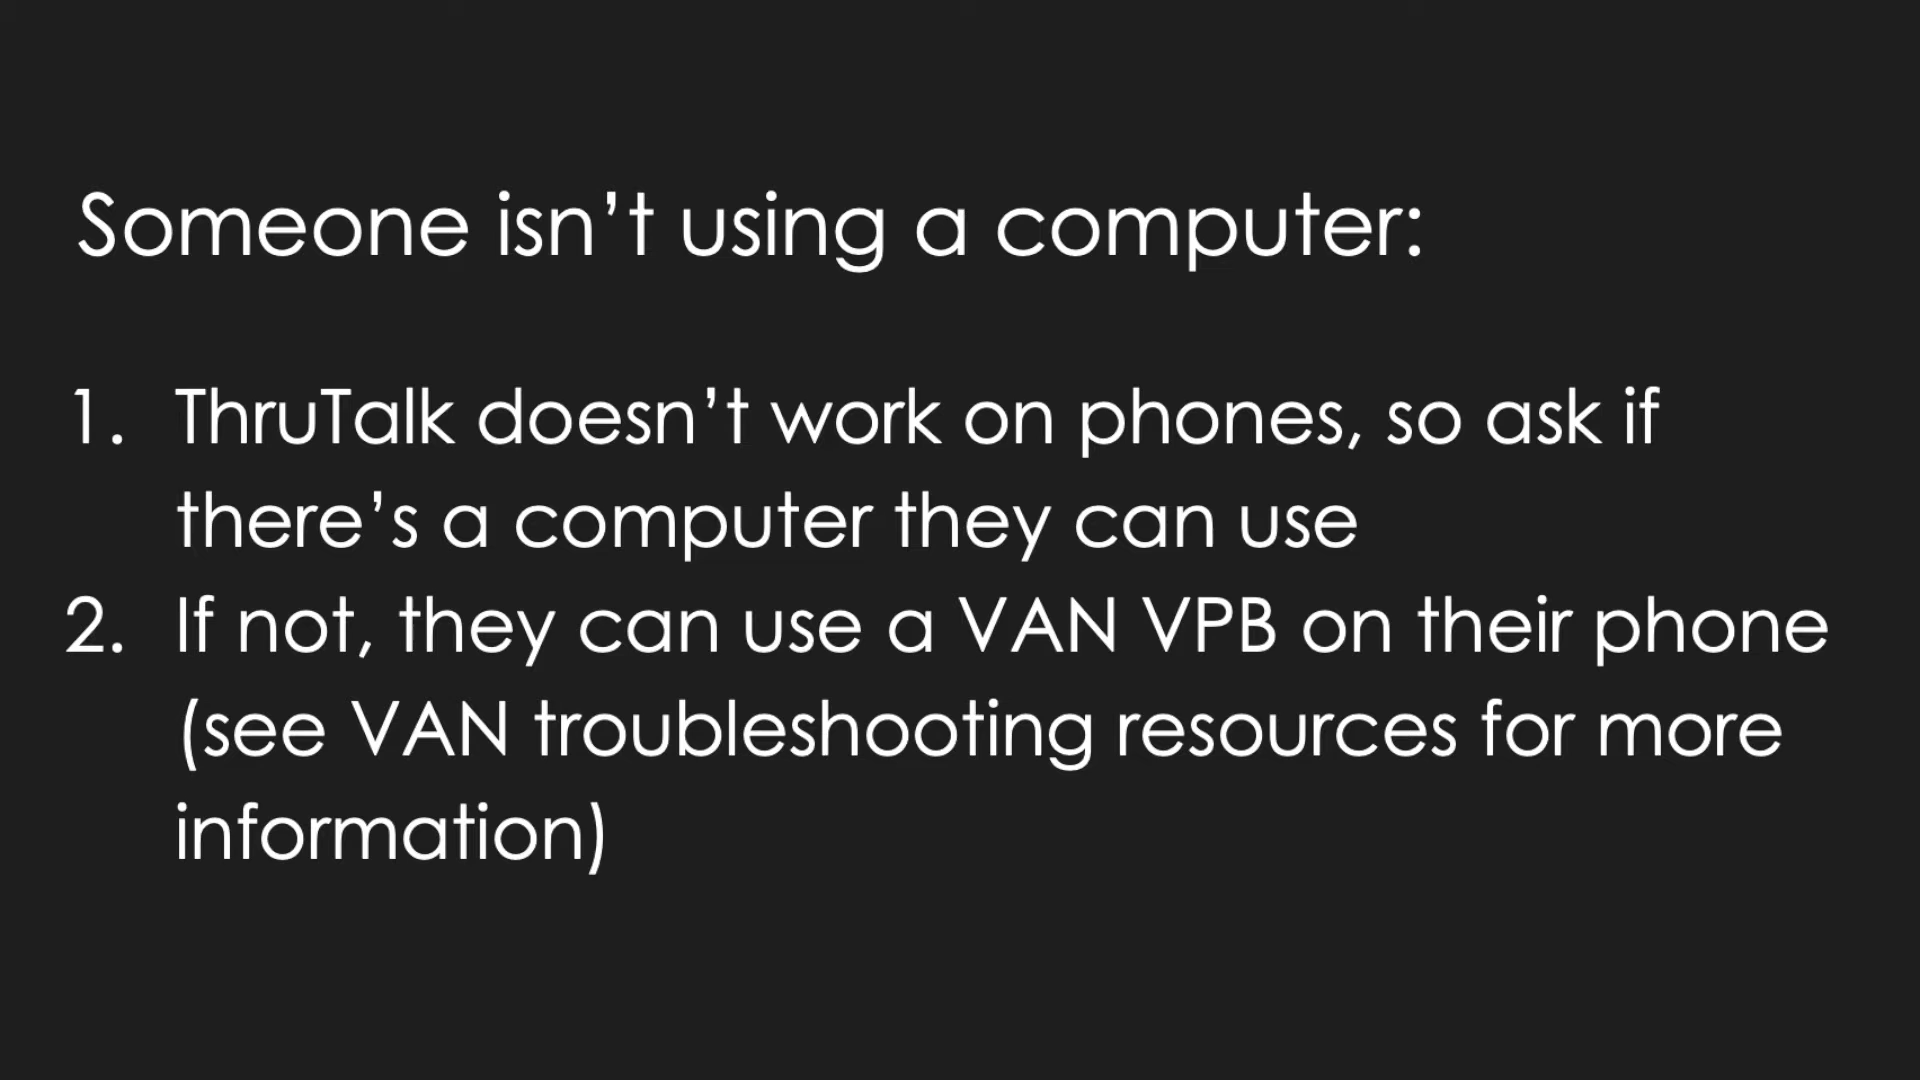 Someone isn’t using a computer:
1. ThruTalk doesn’t work on phones, so ask if
there’s a computer they can use
2. If not, they can use a VAN VPB on their phone
(see VAN troubleshooting resources for more
information)